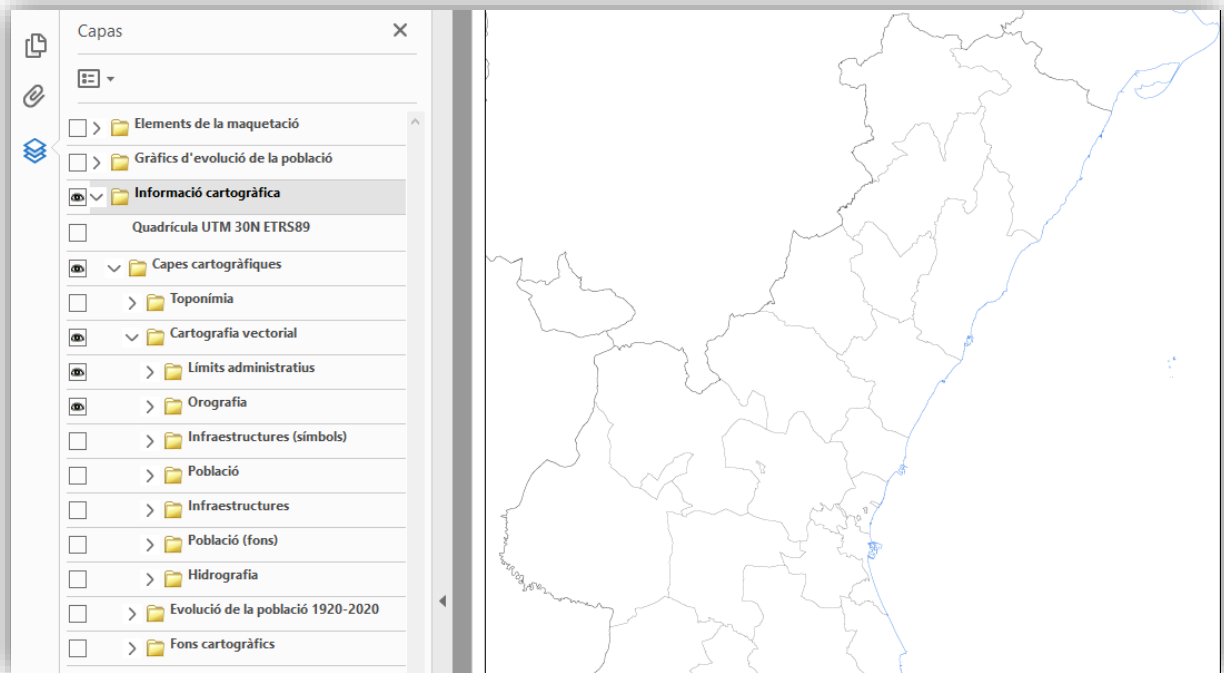 Capas
Elements de la maquetació
Gràfics d'evolució de la població
Informació cartogràfica
Quadrícula UTM 30N ETRS89
Capes cartogràfiques
Toponímia
Cartografia vectorial
Límits administratius
Orografia
Infraestructures (símbols)
Població
Infraestructures
Població (fons)
Hidrografia
Evolució de la població 1920-2020
Fons cartogràfics